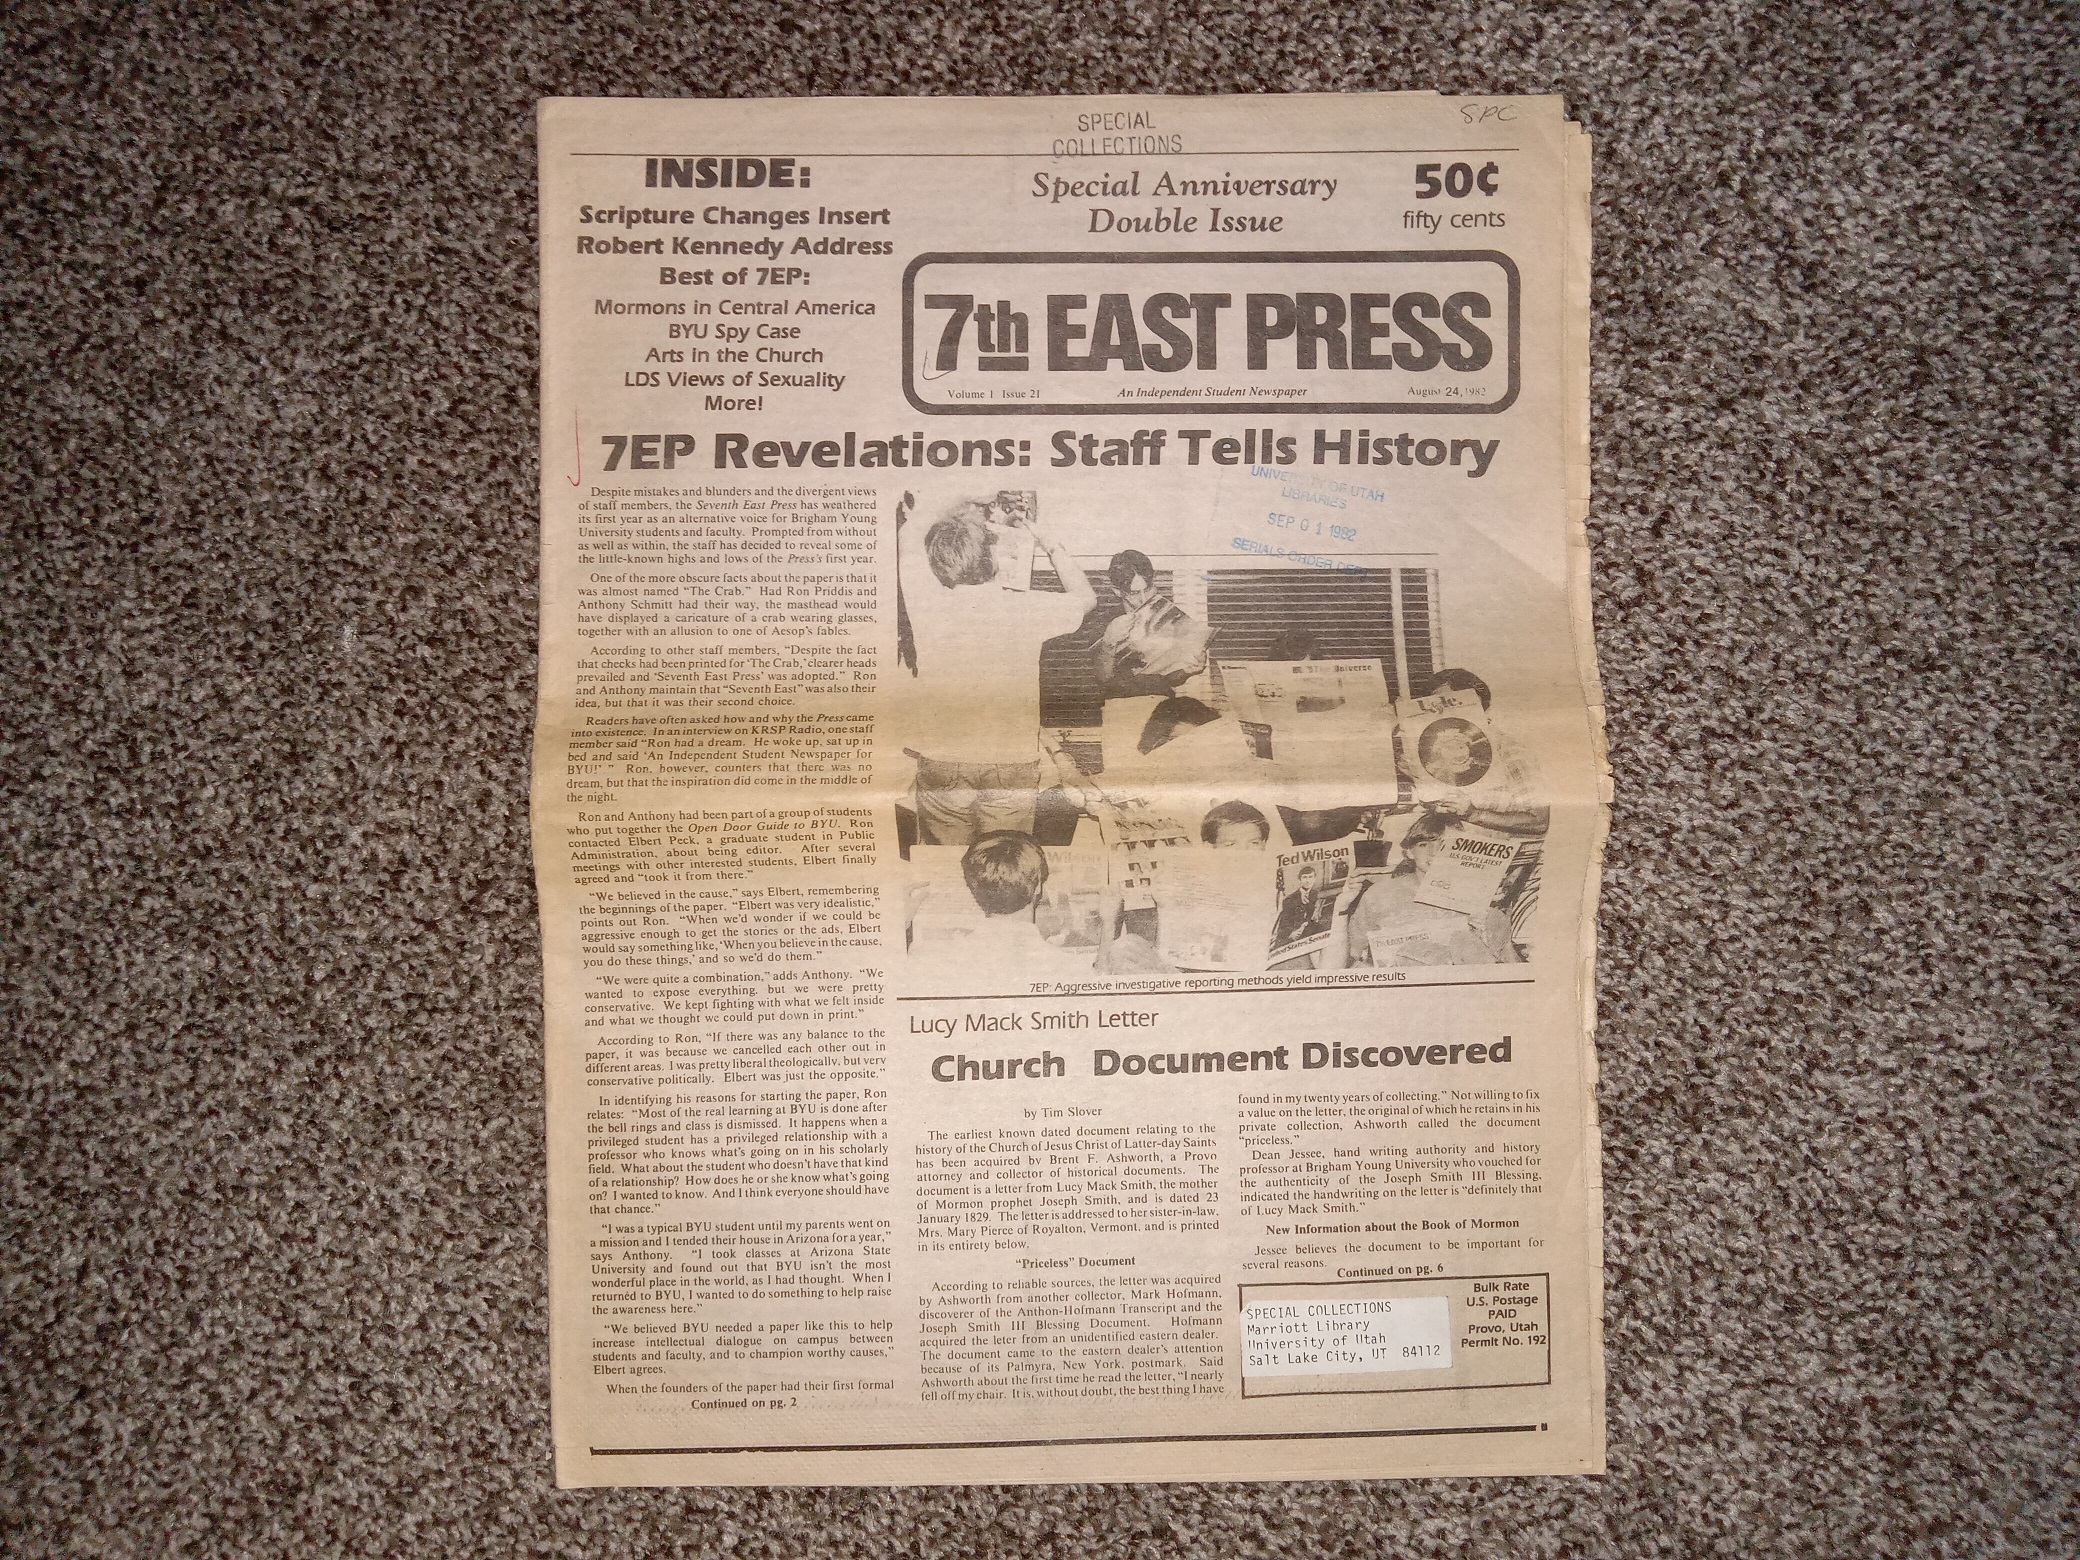 SPECIAL
COLLECTIONS
SPC
INSIDE:
Scripture Changes Insert
Robert Kennedy Address
Best of 7EP:
Mormons in Central America
BYU Spy Case
Arts in the Church
LDS Views of Sexuality
More!
Special Anniversary
Double Issue
50¢
fifty cents
7th EAST PRESS
Volume 1 Issue 21
An Independent Student Newspaper
August 24, 1982
7EP Revelations: Staff Tells History
UNIVERSITY OF UTAH
LIBRARIES
SEP 01 1982
SERIALS ORDER DEPT
Despite mistakes and blunders and the divergent views
of staff members, the Seventh East Press has weathered
its first year as an alternative voice for Brigham Young
University students and faculty. Prompted from without
as well as within, the staff has decided to reveal some of
the little-known highs and lows of the Press's first year.
One of the more obscure facts about the paper is that it
was almost named “The Crab.” Had Ron Priddis and
Anthony Schmitt had their way, the masthead would
have displayed a caricature of a crab wearing glasses,
together with an allusion to one of Aesop's fables.
According to other staff members, “Despite the fact
that checks had been printed for ‘The Crab,’ clearer heads
prevailed and ‘Seventh East Press’ was adopted.” Ron
and Anthony maintain that “Seventh East” was also their
idea, but that it was their second choice.
Readers have often asked how and why the Press came
into existence. In an interview on KRSP Radio, one staff
member said “Ron had a dream. He woke up, sat up in
bed and said ‘An Independent Student Newspaper for
BYU!’ ” Ron, however, counters that there was no
dream, but that the inspiration did come in the middle of
the night.
Ron and Anthony had been part of a group of students
who put together the Open Door Guide to BYU. Ron
contacted Elbert Peck, a graduate student in Public
Administration, about being editor. After several
meetings with other interested students, Elbert finally
agreed and “took it from there.”
“We believed in the cause,” says Elbert, remembering
the beginnings of the paper. “Elbert was very idealistic,”
points out Ron. “When we'd wonder if we could be
aggressive enough to get the stories or the ads, Elbert
would say something like, ‘When you believe in the cause,
you do these things,’ and so we'd do them.”
“We were quite a combination,” adds Anthony. “We
wanted to expose everything, but we were pretty
conservative. We kept fighting with what we felt inside
and what we thought we could put down in print.”
According to Ron, “If there was any balance to the
paper, it was because we cancelled each other out in
different areas. I was pretty liberal theologically, but very
conservative politically. Elbert was just the opposite.”
In identifying his reasons for starting the paper, Ron
relates: “Most of the real learning at BYU is done after
the bell rings and class is dismissed. It happens when a
privileged student has a privileged relationship with a
professor who knows what's going on in his scholarly
field. What about the student who doesn't have that kind
of a relationship? How does he or she know what's going
on? I wanted to know. And I think everyone should have
that chance.”
“I was a typical BYU student until my parents went on
a mission and I tended their house in Arizona for a year,”
says Anthony. “I took classes at Arizona State
University and found out that BYU isn't the most
wonderful place in the world, as I had thought. When I
returned to BYU, I wanted to do something to help raise
the awareness here.”
“We believed BYU needed a paper like this to help
increase intellectual dialogue on campus between
students and faculty, and to champion worthy causes,”
Elbert agrees.
When the founders of the paper had their first formal
Continued on pg. 2
Universe
Ted Wilson
United States Senate
SMOKERS
U.S. GOV'T LATEST
REPORT
7th EAST PRESS
7EP: Aggressive investigative reporting methods yield impressive results
Lucy Mack Smith Letter
Church Document Discovered
by Tim Slover
The earliest known dated document relating to the
history of the Church of Jesus Christ of Latter-day Saints
has been acquired by Brent F. Ashworth, a Provo
attorney and collector of historical documents. The
document is a letter from Lucy Mack Smith, the mother
of Mormon prophet Joseph Smith, and is dated 23
January 1829. The letter is addressed to her sister-in-law,
Mrs. Mary Pierce of Royalton, Vermont, and is printed
in its entirety below.
“Priceless” Document
According to reliable sources, the letter was acquired
by Ashworth from another collector, Mark Hofmann,
discoverer of the Anthon-Hofmann Transcript and the
Joseph Smith III Blessing Document. Hofmann
acquired the leter from an unidentified eastern dealer.
The document came to the eastern dealer's attention
because of its Palmyra, New York, postmark. Said
Ashworth about the first time he read the letter, “I nearly
fell off my chair. It is, without doubt, the best thing I have
found in my twenty years of collecting.” Not willing to fix
a value on the letter, the original of which he retains in his
private collection, Ashworth called the document
“priceless.”
Dean Jessee, hand writing authority and history
professor at Brigham Young University who vouched for
the authenticity of the Joseph Smith III Blessing,
indicated the handwriting on the letter is “definitely that
of Lucy Mack Smith.”
New Information about the Book of Mormon
Jessee believes the document to be important for
several reasons.
Continued on pg. 6
SPECIAL COLLECTIONS
Marriott Library
University of Utah
Salt Lake City, UT 84112
Bulk Rate
U.S. Postage
PAID
Provo, Utah
Permit No. 192